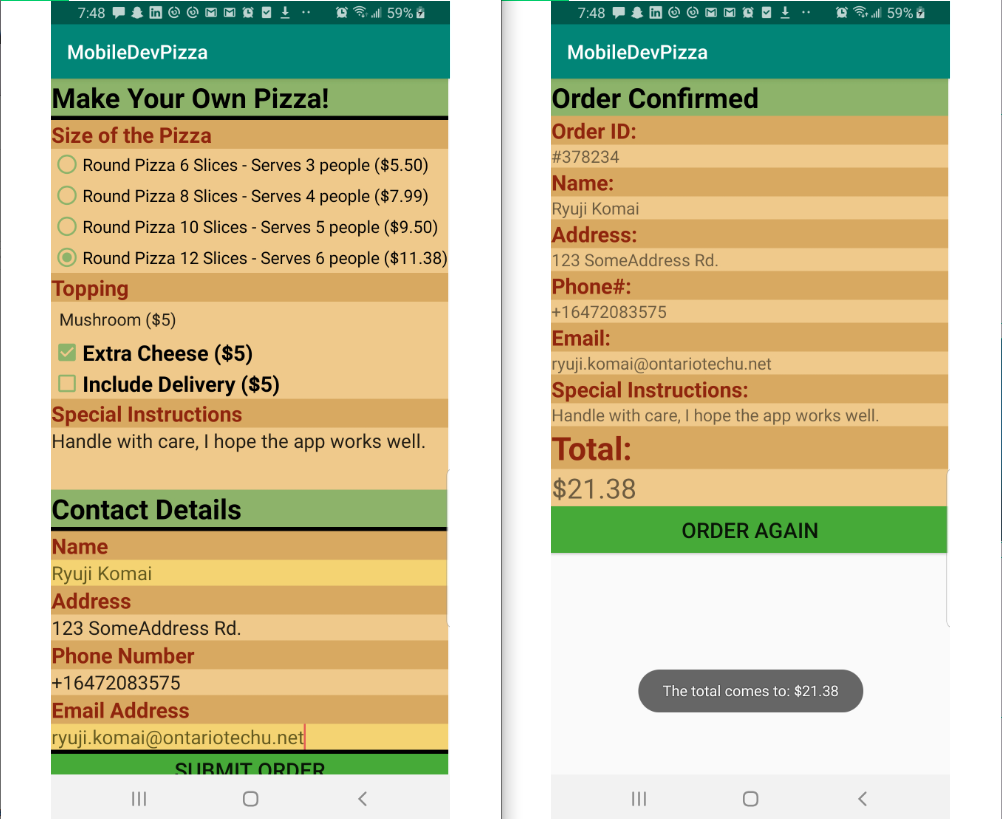 7:48
59%
MobileDevPizza
Make Your Own Pizza!
Size of the Pizza
Round Pizza 6 Slices - Serves 3 people ($5.50)
Round Pizza 8 Slices - Serves 4 people ($7.99)
Round Pizza 10 Slices - Serves 5 people ($9.50)
Round Pizza 12 Slices - Serves 6 people ($11.38)
Topping
Mushroom ($5)
Extra Cheese ($5)
Include Delivery ($5)
Special Instructions
Handle with care, I hope the app works well.
Contact Details
Name
Ryuji Komai
Address
123 SomeAddress Rd.
Phone Number
+16472083575
Email Address
ryuji.komai@ontariotechu.net
SUBMIT ORDER
7:48
59%
MobileDevPizza
Order Confirmed
Order ID:
#378234
Name:
Ryuji Komai
Address:
123 SomeAddress Rd.
Phone#:
+16472083575
Email:
ryuji.komai@ontariotechu.net
Special Instructions:
Handle with care, I hope the app works well.
Total:
$21.38
ORDER AGAIN
The total comes to: $21.38